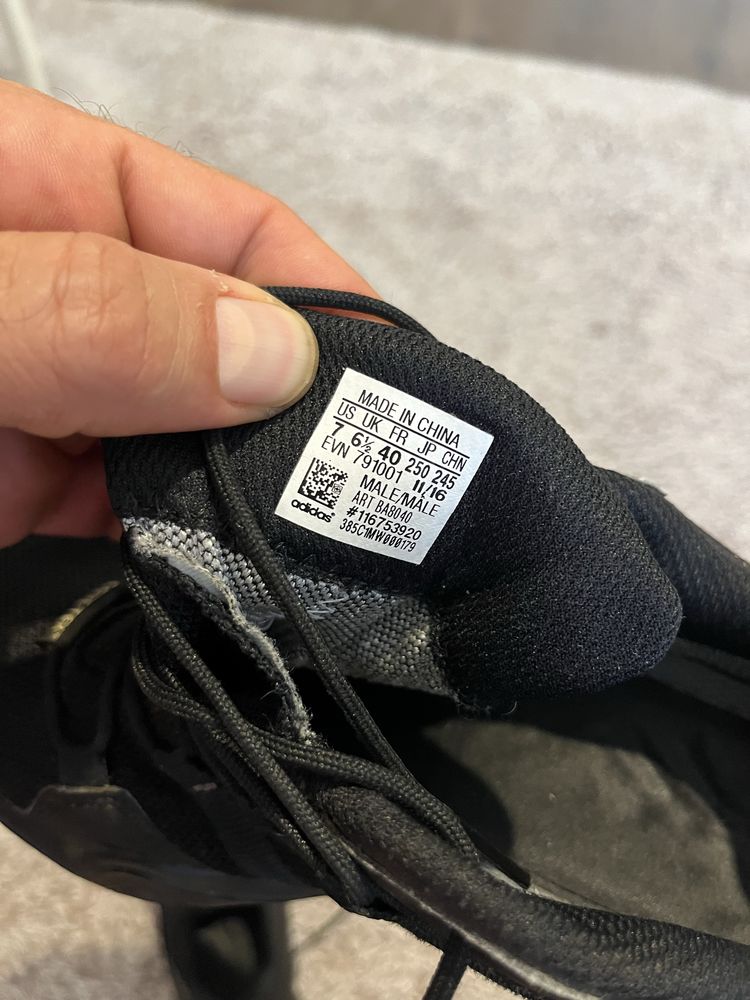 MADE IN CHINA
US UK FR JP CHN
7 6½ 40 250 245
EVN 791001 11/16
MALE/MALE
ART BA8040
#116753920
adidas 385C1MW000179